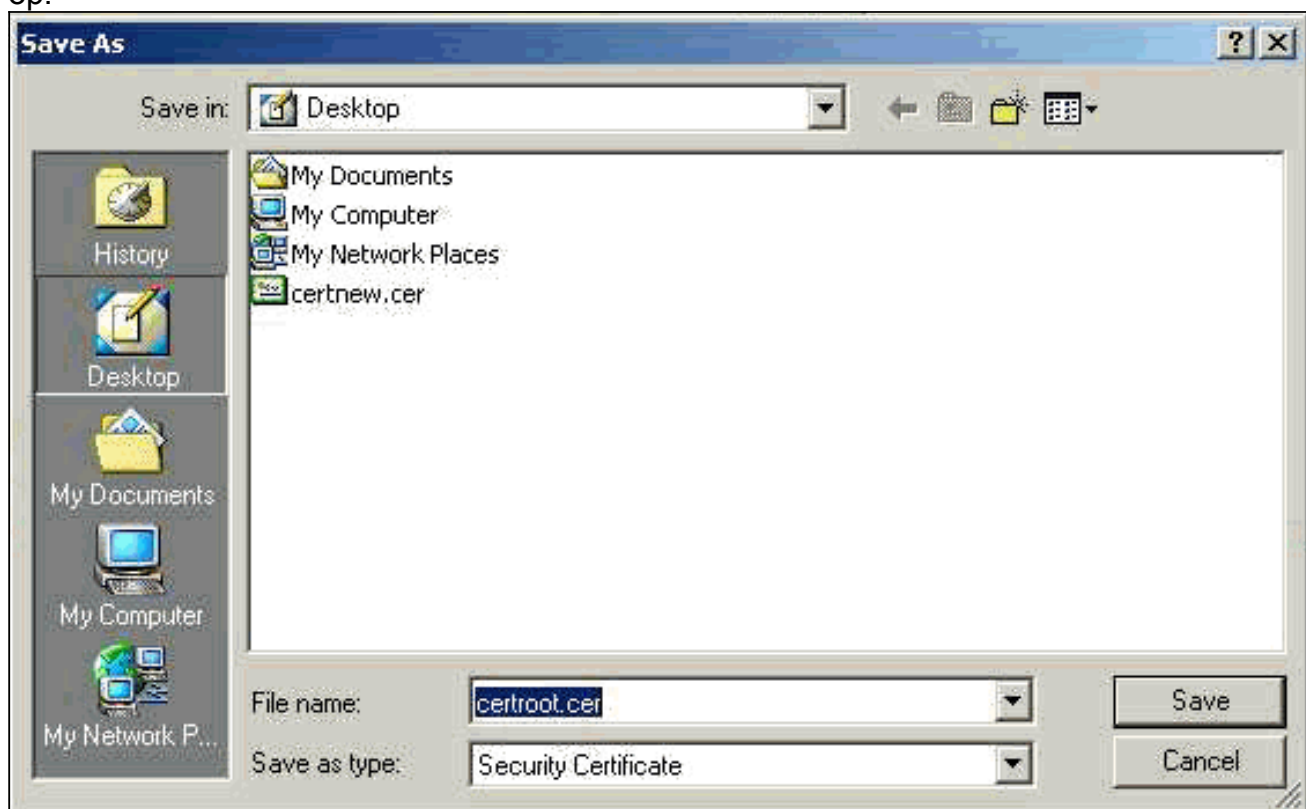 op.
Save As
Save in: Desktop
My Documents
My Computer
My Network Places
certnew.cer
History
Desktop
My Documents
My Computer
My Network P...
File name: certroot.cer
Save
Save as type: Security Certificate
Cancel